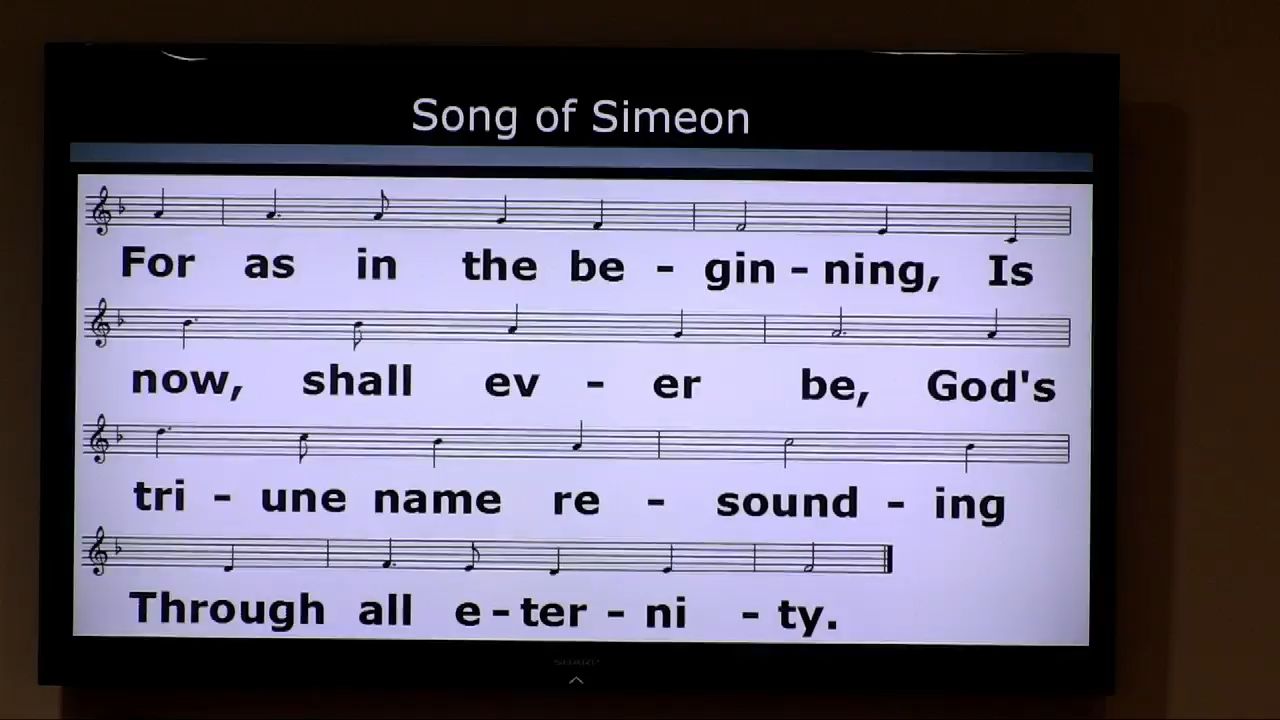 Song of Simeon
For as in the be - gin - ning, Is
now, shall ev - er be, God's
tri - une name re - sound - ing
Through all e - ter - ni - ty.
SHARP